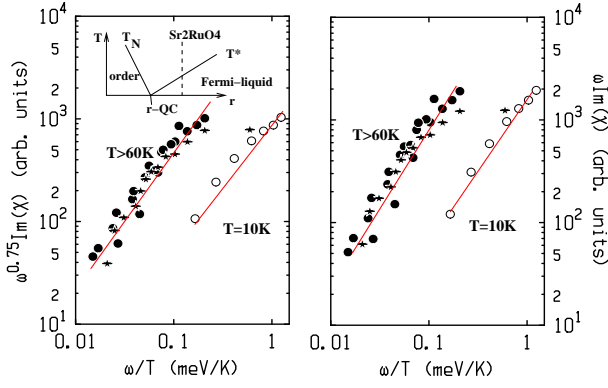 10^4
T
T_N
Sr2RuO4
T*
order
Fermi-liquid
r-QC
r
5
2
10^3
T>60K
5
2
10^2
T=10K
5
2
10^1
0.01
0.1
1
ω^0.75Im(χ) (arb. units)
ω/T (meV/K)
10^4
5
2
10^3
T>60K
5
2
10^2
T=10K
5
2
10^1
0.01
0.1
1
ωIm(χ) (arb. units)
ω/T (meV/K)